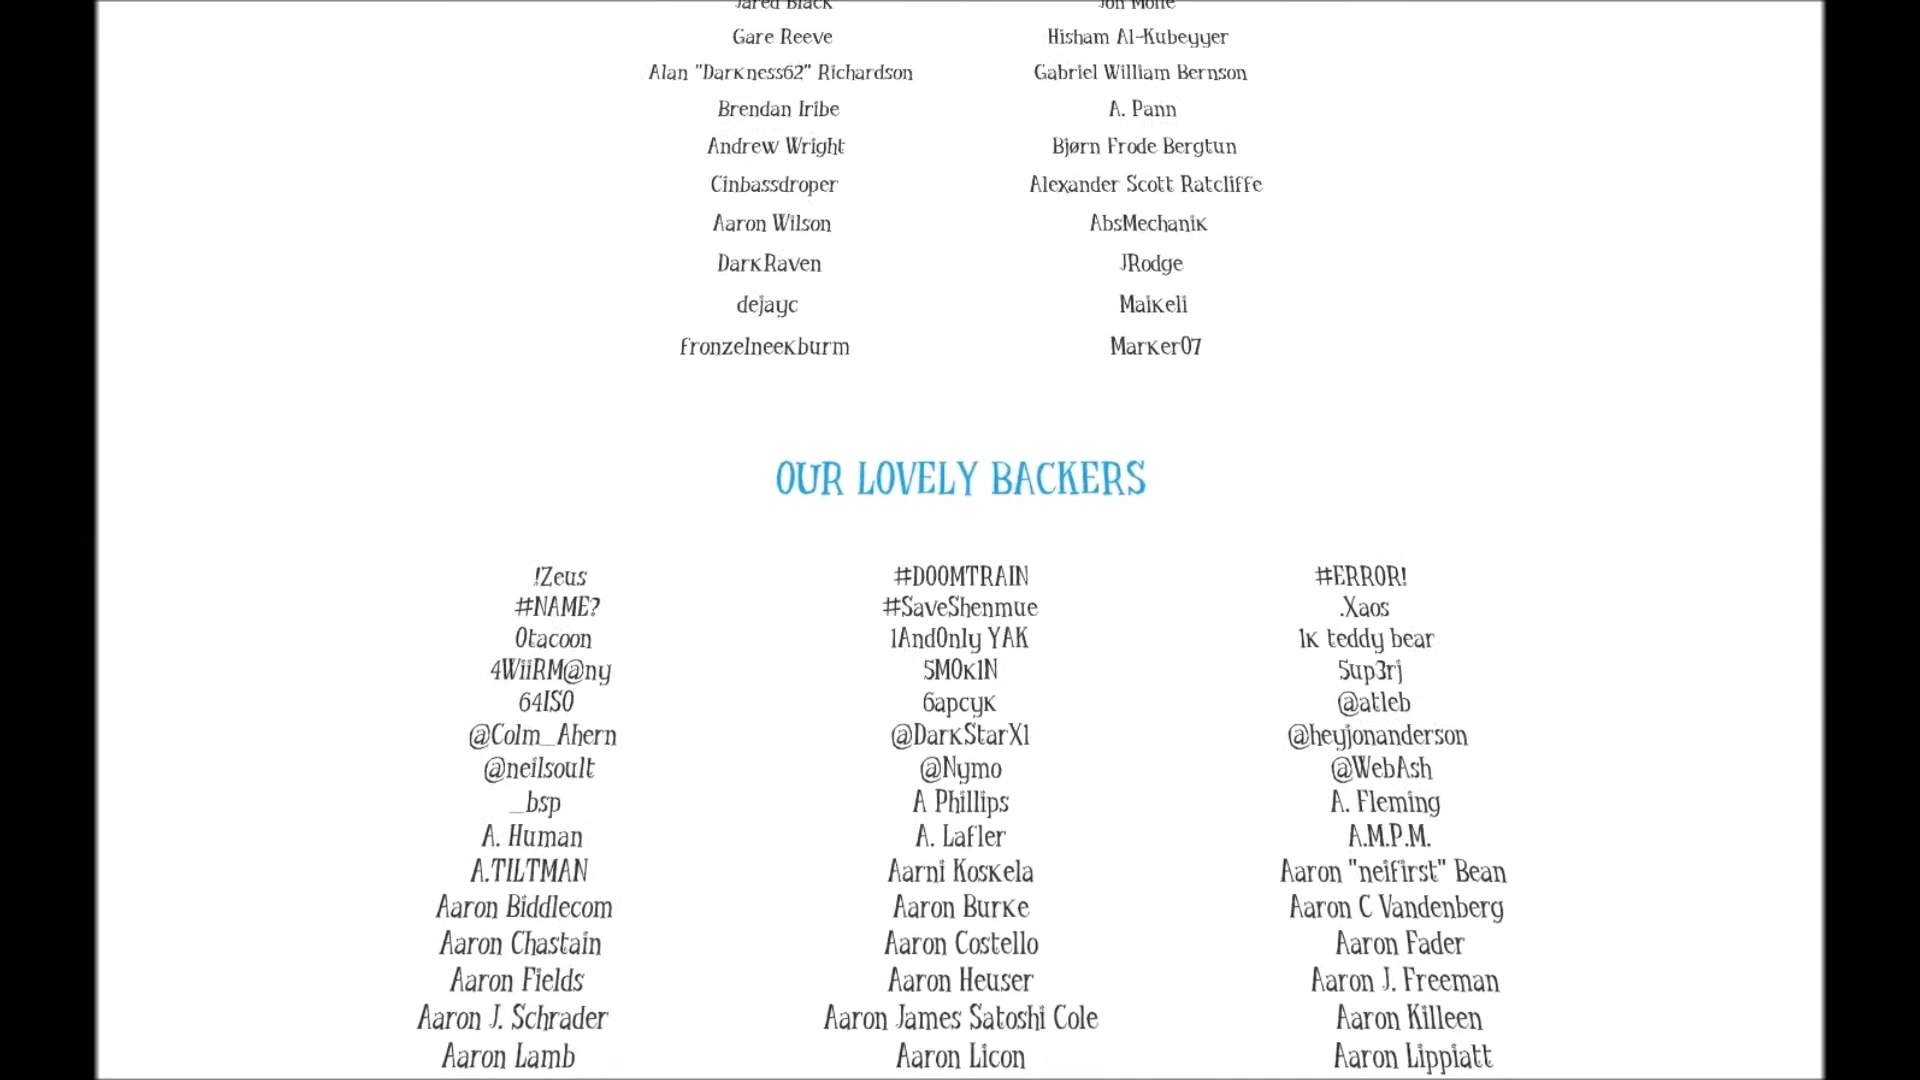 Jared Black Jon Molle
Gare Reeve Hisham Al-Kubeyyer
Alan "Darkness62" Richardson Gabriel William Bernson
Brendan Iribe A. Pann
Andrew Wright Bjørn Frode Bergtun
Cinbassdroper Alexander Scott Ratcliffe
Aaron Wilson AbsMechanik
DarkRaven JRodge
dejayc Maikeli
fronzelneekburm Marker07
OUR LOVELY BACKERS
!Zeus #DOOMTRAIN #ERROR!
#NAME? #SaveShenmue .Xaos
0tacoon 1AndOnly YAK 1k teddy bear
4WiiRM@ny 5M0k1N 5up3rj
64ISO 6apcyk @atleb
@Colm_Ahern @DarkStarX1 @heyjonanderson
@neilsoult @Nymo @WebAsh
_bsp A Phillips A. Fleming
A. Human A. Lafler A.M.P.M.
A.TILTMAN Aarni Koskela Aaron "neifirst" Bean
Aaron Biddlecom Aaron Burke Aaron C Vandenberg
Aaron Chastain Aaron Costello Aaron Fader
Aaron Fields Aaron Heuser Aaron J. Freeman
Aaron J. Schrader Aaron James Satoshi Cole Aaron Killeen
Aaron Lamb Aaron Licon Aaron Lippiatt